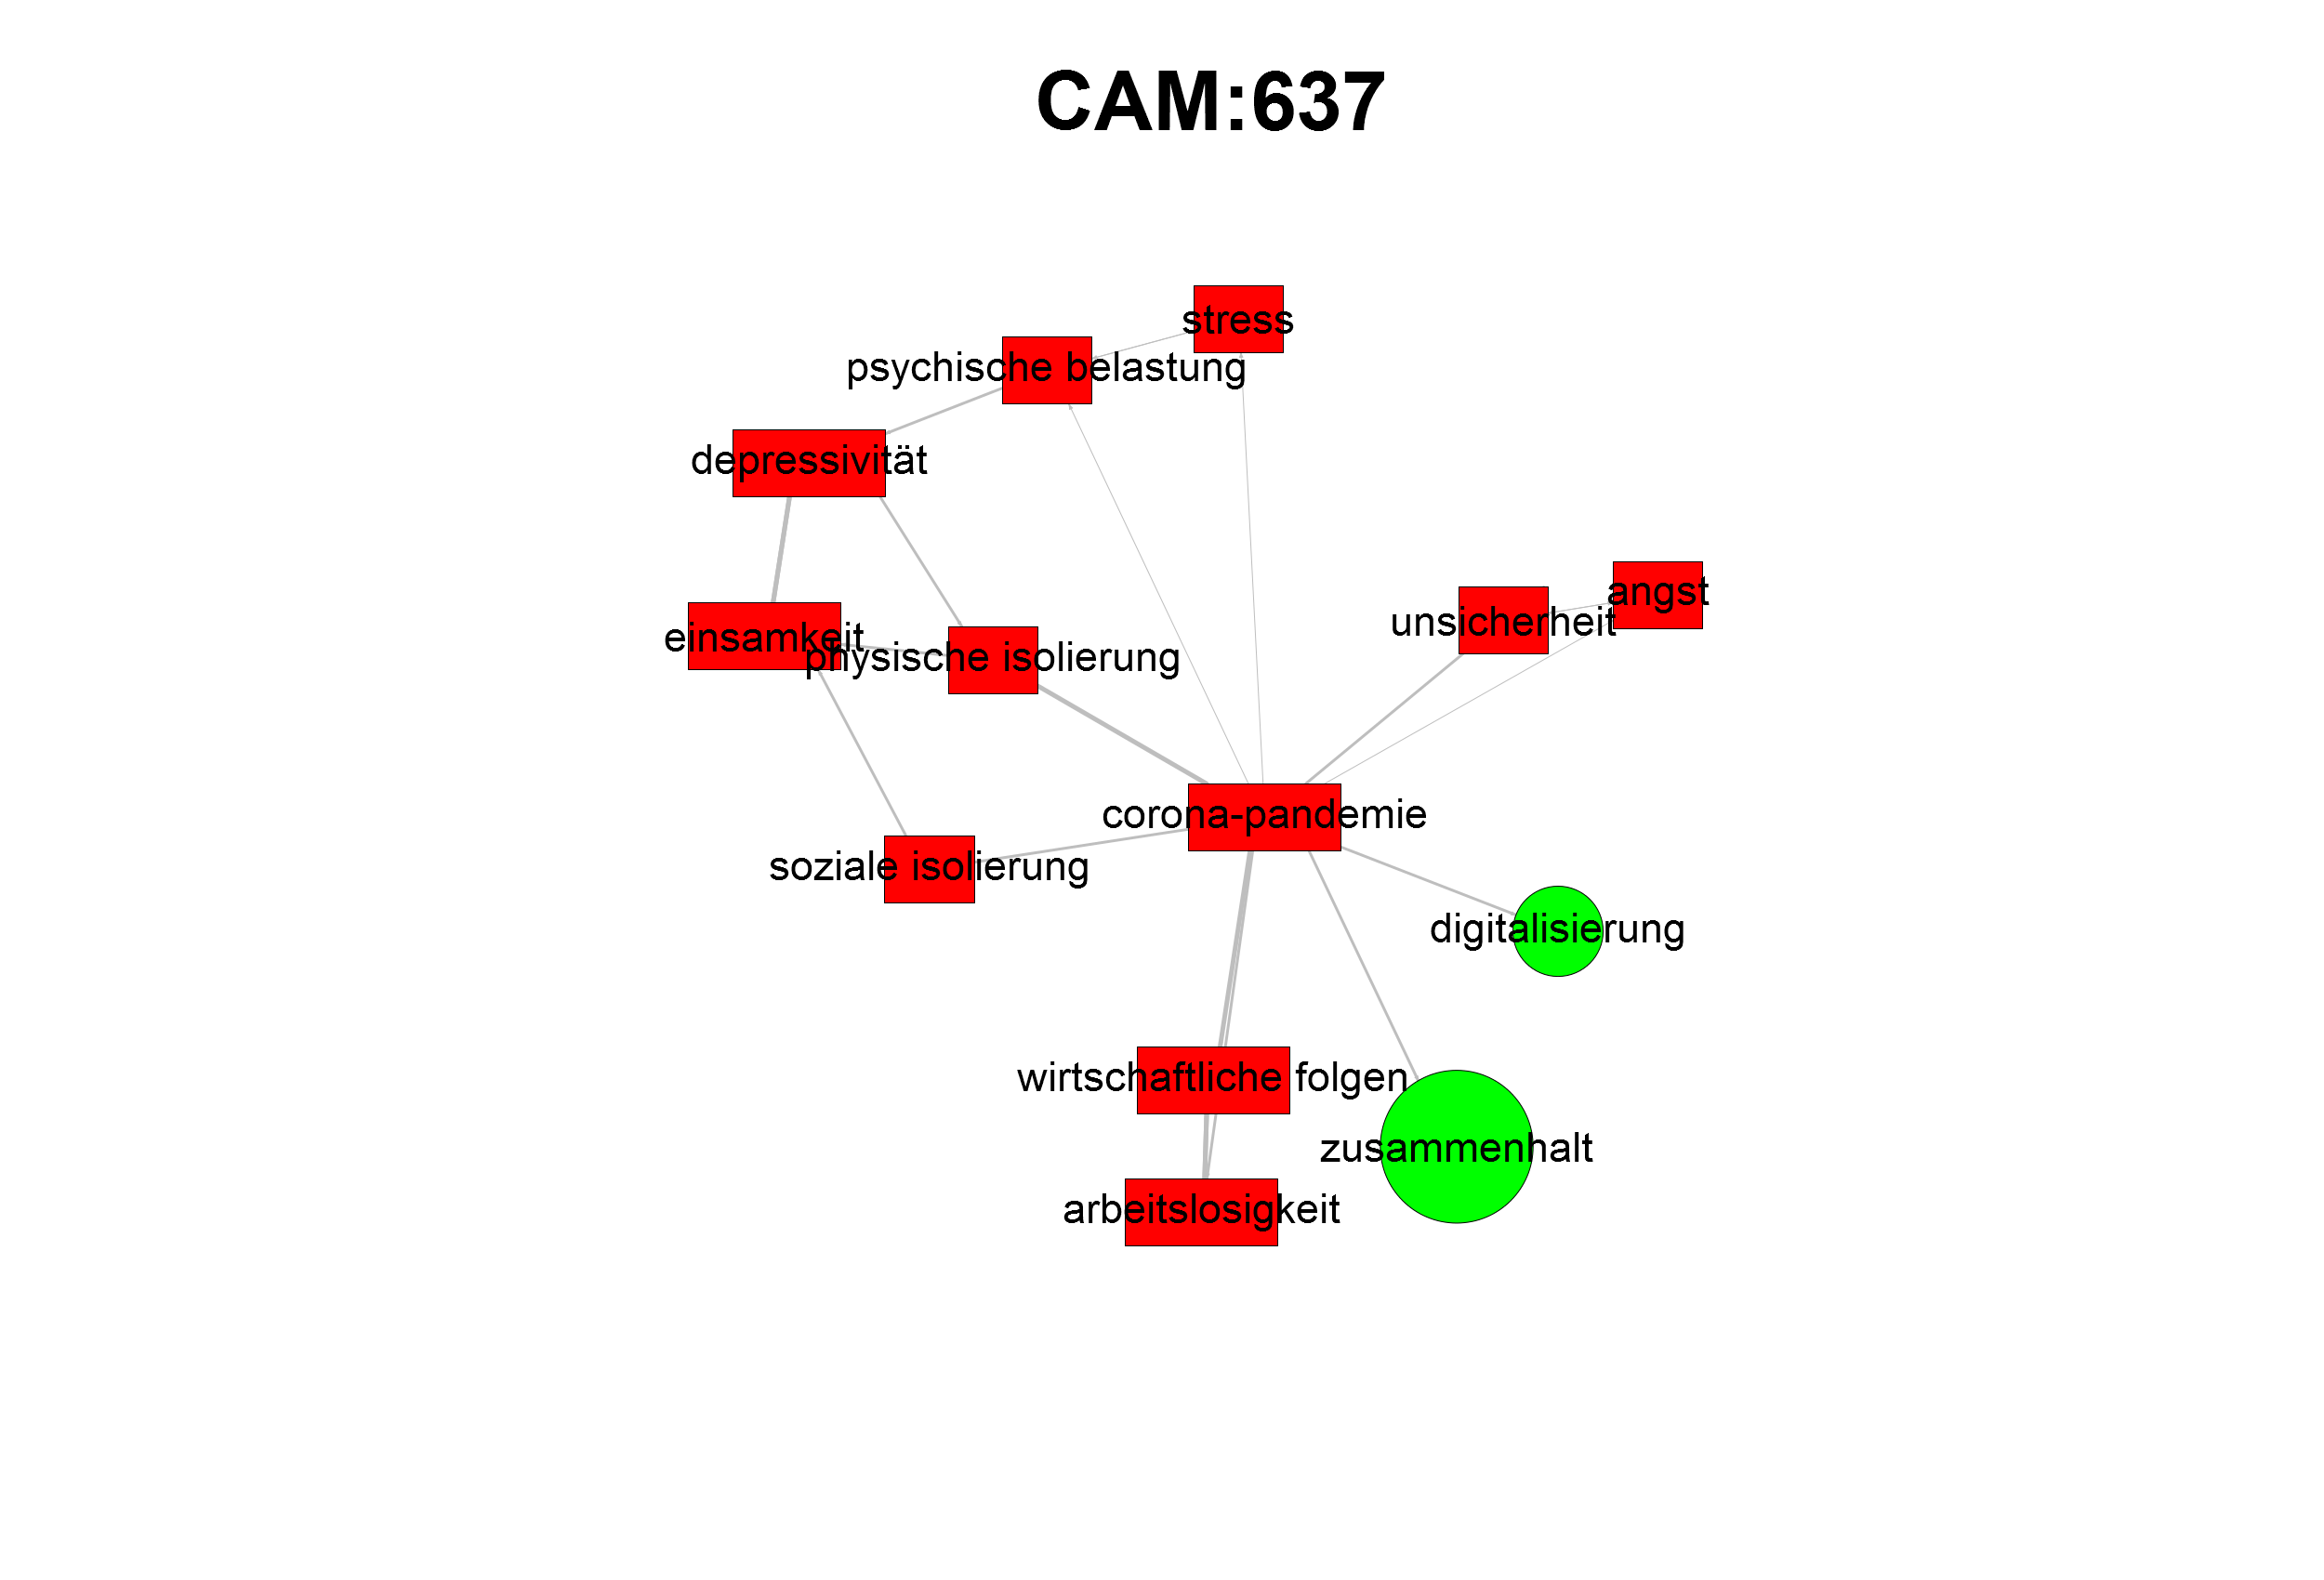 CAM:637
stress
psychische belastung
depressivität
angst
unsicherheit
einsamkeit
physische isolierung
corona-pandemie
soziale isolierung
digitalisierung
wirtschaftliche folgen
zusammenhalt
arbeitslosigkeit